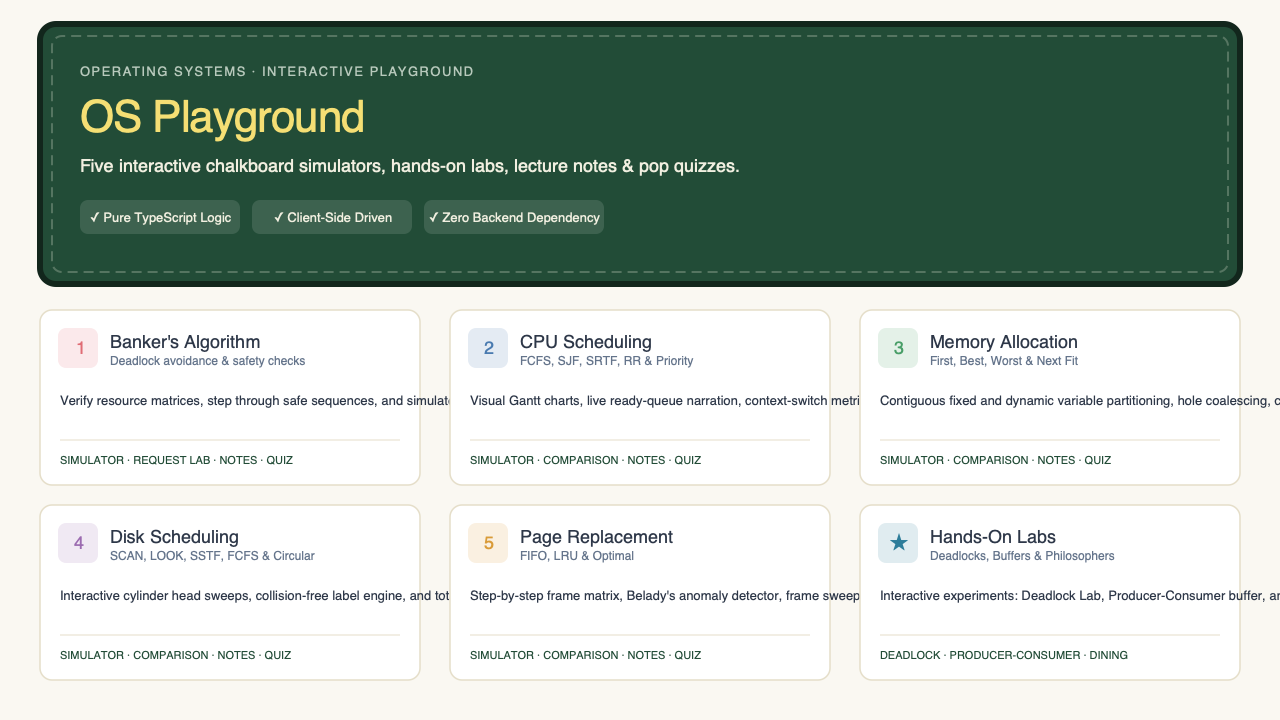 OPERATING SYSTEMS · INTERACTIVE PLAYGROUND
OS Playground
Five interactive chalkboard simulators, hands-on labs, lecture notes & pop quizzes.
✓ Pure TypeScript Logic
✓ Client-Side Driven
✓ Zero Backend Dependency
1
Banker's Algorithm
Deadlock avoidance & safety checks
Verify resource matrices, step through safe sequences, and
SIMULATOR · REQUEST LAB · NOTES · QUIZ
2
CPU Scheduling
FCFS, SJF, SRTF, RR & Priority
Visual Gantt charts, live ready-queue narration, context-switch
SIMULATOR · COMPARISON · NOTES · QUIZ
3
Memory Allocation
First, Best, Worst & Next Fit
Contiguous fixed and dynamic variable partitioning, hole coalescing,
SIMULATOR · COMPARISON · NOTES · QUIZ
4
Disk Scheduling
SCAN, LOOK, SSTF, FCFS & Circular
Interactive cylinder head sweeps, collision-free label engine, and
SIMULATOR · COMPARISON · NOTES · QUIZ
5
Page Replacement
FIFO, LRU & Optimal
Step-by-step frame matrix, Belady's anomaly detector, frame
SIMULATOR · COMPARISON · NOTES · QUIZ
★
Hands-On Labs
Deadlocks, Buffers & Philosophers
Interactive experiments: Deadlock Lab, Producer-Consumer buffer,
DEADLOCK · PRODUCER-CONSUMER · DINING